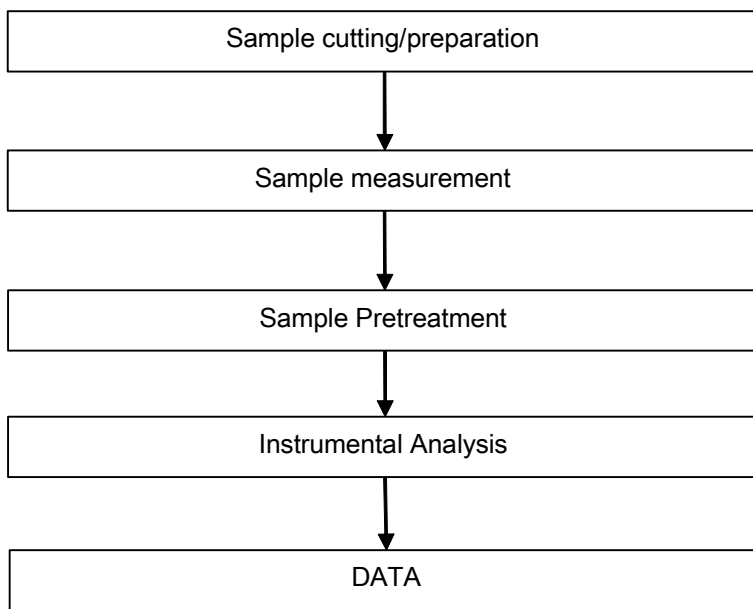 Sample cutting/preparation
Sample measurement
Sample Pretreatment
Instrumental Analysis
DATA